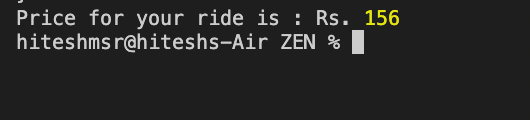 Price for your ride is : Rs. 156
hiteshmsr@hiteshs-Air ZEN %